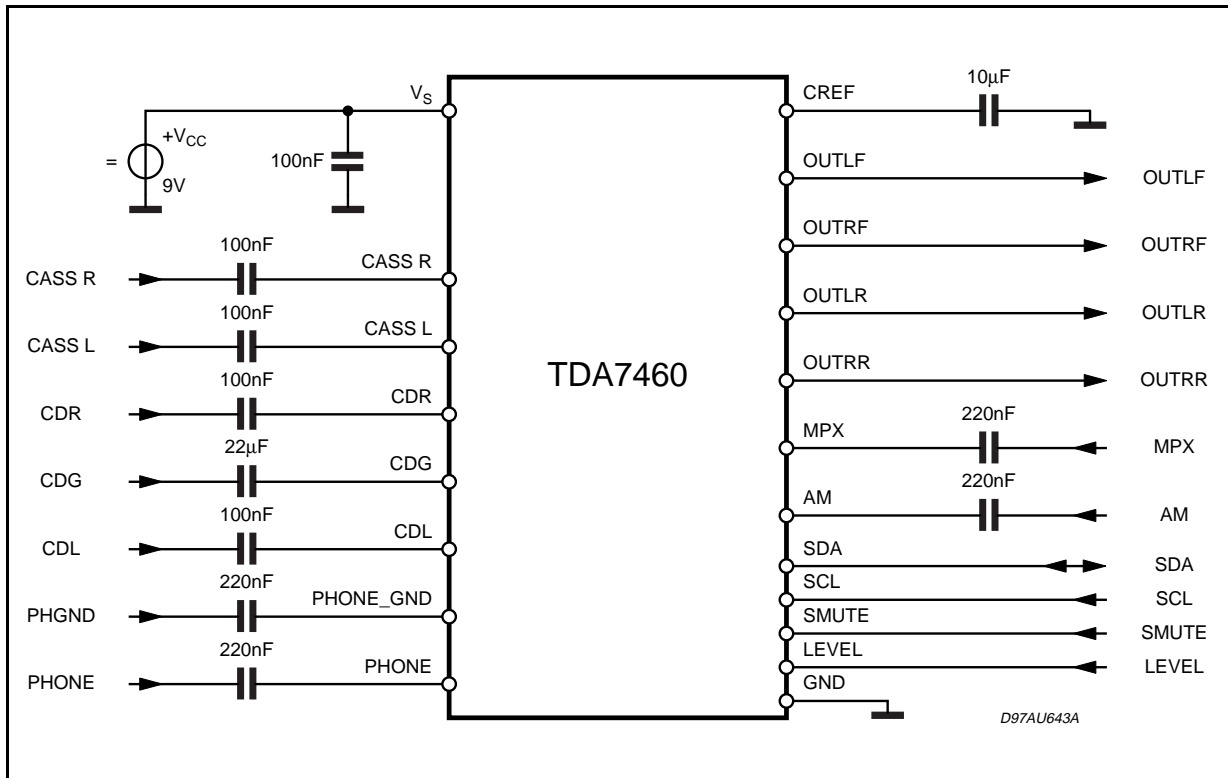 V_S
+V_CC
=
9V
100nF
CASS R
100nF
CASS R
CASS L
100nF
CASS L
CDR
100nF
CDR
CDG
22µF
CDG
CDL
100nF
CDL
PHGND
220nF
PHONE_GND
PHONE
220nF
PHONE
TDA7460
CREF
10µF
OUTLF
OUTLF
OUTRF
OUTRF
OUTLR
OUTLR
OUTRR
OUTRR
MPX
220nF
MPX
AM
220nF
AM
SDA
SDA
SCL
SCL
SMUTE
SMUTE
LEVEL
LEVEL
GND
D97AU643A